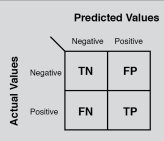 Predicted Values
Negative Positive
Actual Values
Negative TN FP
Positive FN TP